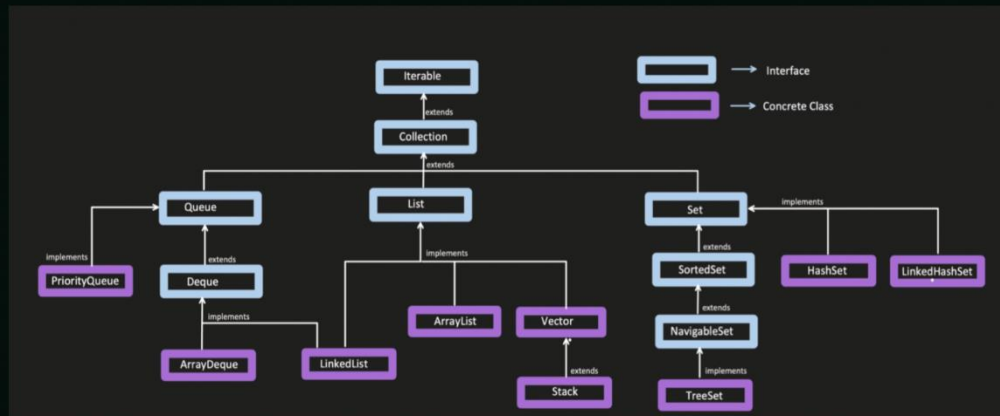 Iterable
Interface
extends
Concrete Class
Collection
extends
Queue
List
Set
implements
implements
extends
implements
extends
PriorityQueue
Deque
SortedSet
HashSet
LinkedHashSet
implements
extends
ArrayList
Vector
NavigableSet
ArrayDeque
LinkedList
extends
implements
Stack
TreeSet